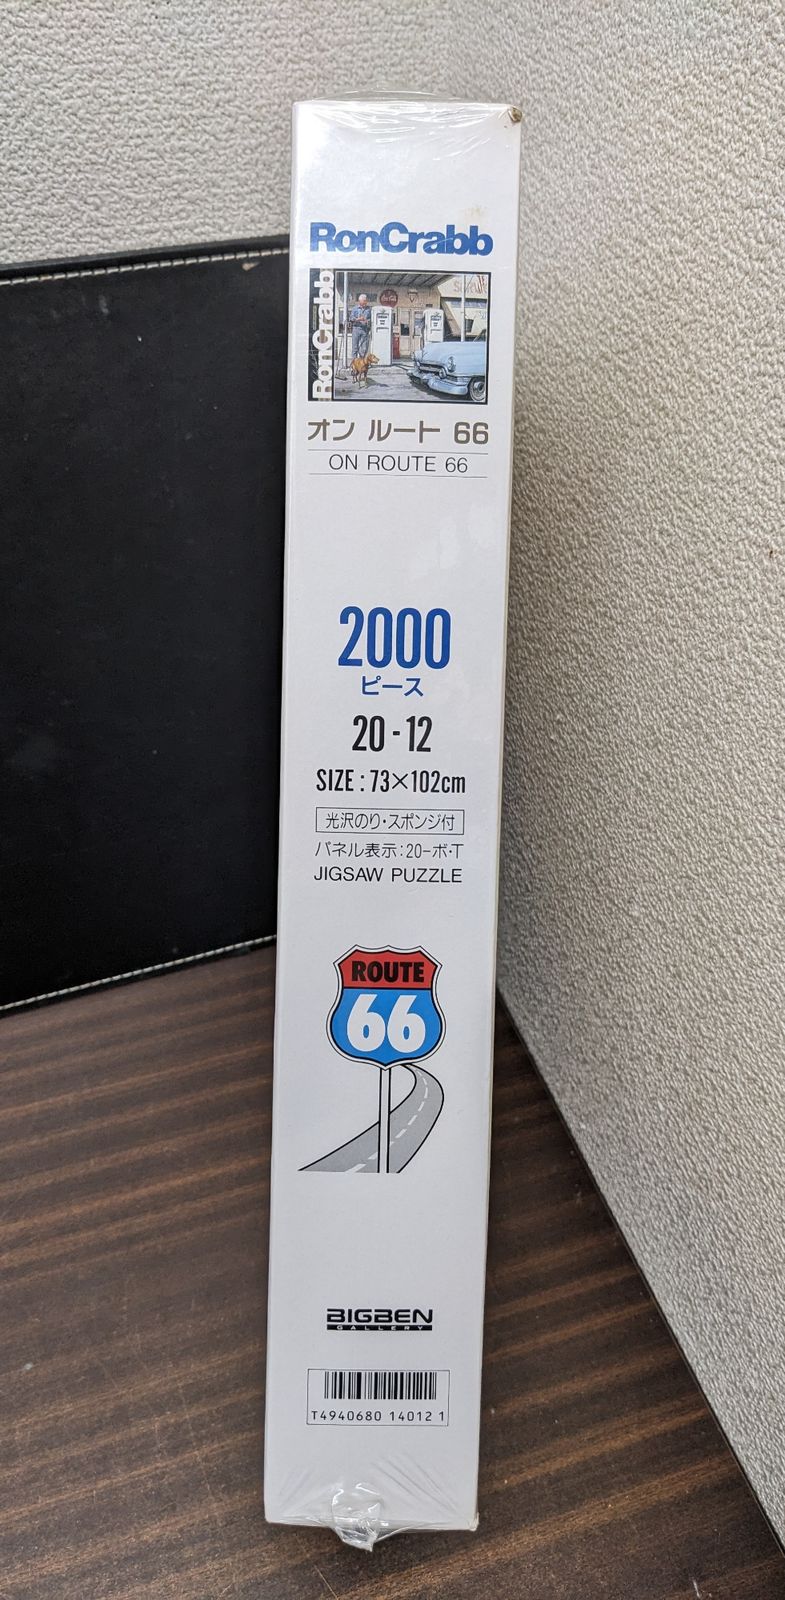 RonCrabb
RonCrabb
オン ルート 66
ON ROUTE 66
2000
ピース
20-12
SIZE : 73×102cm
光沢のり・スポンジ付
パネル表示:20-ボ・T
JIGSAW PUZZLE
ROUTE
66
BIGBEN
GALLERY
T4940680 14012 1